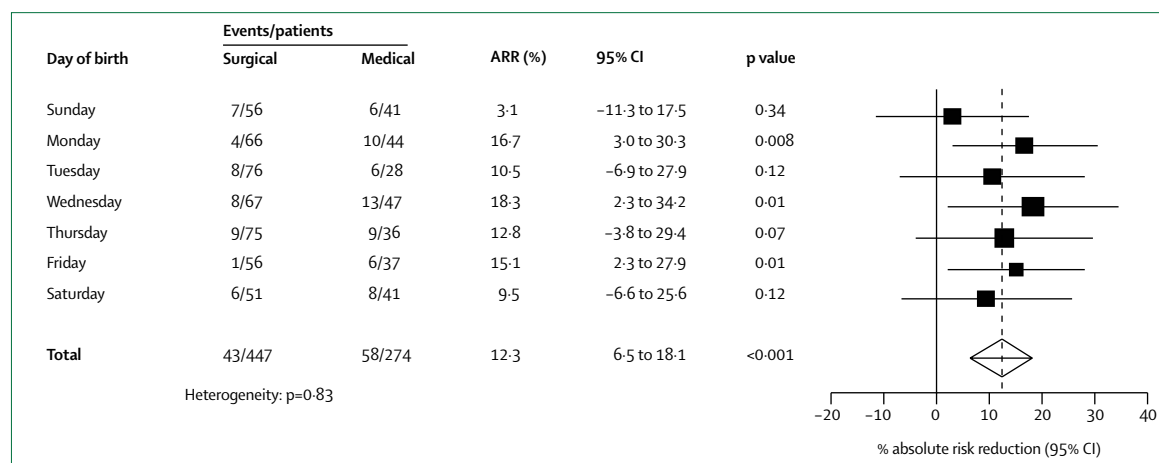 Events/patients
Day of birth Surgical Medical ARR (%) 95% CI p value
Sunday 7/56 6/41 3·1 −11·3 to 17·5 0·34
Monday 4/66 10/44 16·7 3·0 to 30·3 0·008
Tuesday 8/76 6/28 10·5 −6·9 to 27·9 0·12
Wednesday 8/67 13/47 18·3 2·3 to 34·2 0·01
Thursday 9/75 9/36 12·8 −3·8 to 29·4 0·07
Friday 1/56 6/37 15·1 2·3 to 27·9 0·01
Saturday 6/51 8/41 9·5 −6·6 to 25·6 0·12
Total 43/447 58/274 12·3 6·5 to 18·1 <0·001
Heterogeneity: p=0·83
−20 −10 0 10 20 30 40
% absolute risk reduction (95% CI)